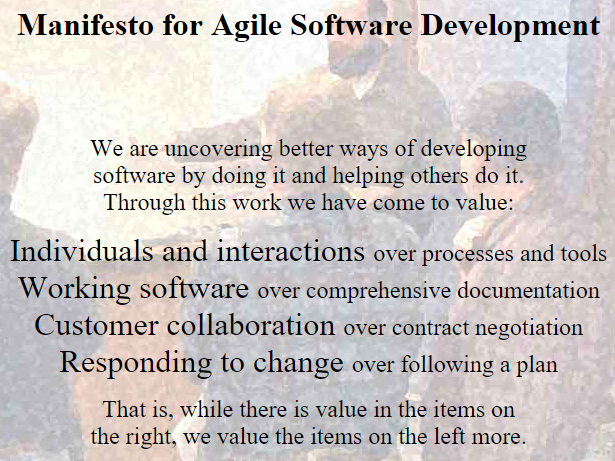 Manifesto for Agile Software Development
We are uncovering better ways of developing
software by doing it and helping others do it.
Through this work we have come to value:
Individuals and interactions over processes and tools
Working software over comprehensive documentation
Customer collaboration over contract negotiation
Responding to change over following a plan
That is, while there is value in the items on
the right, we value the items on the left more.